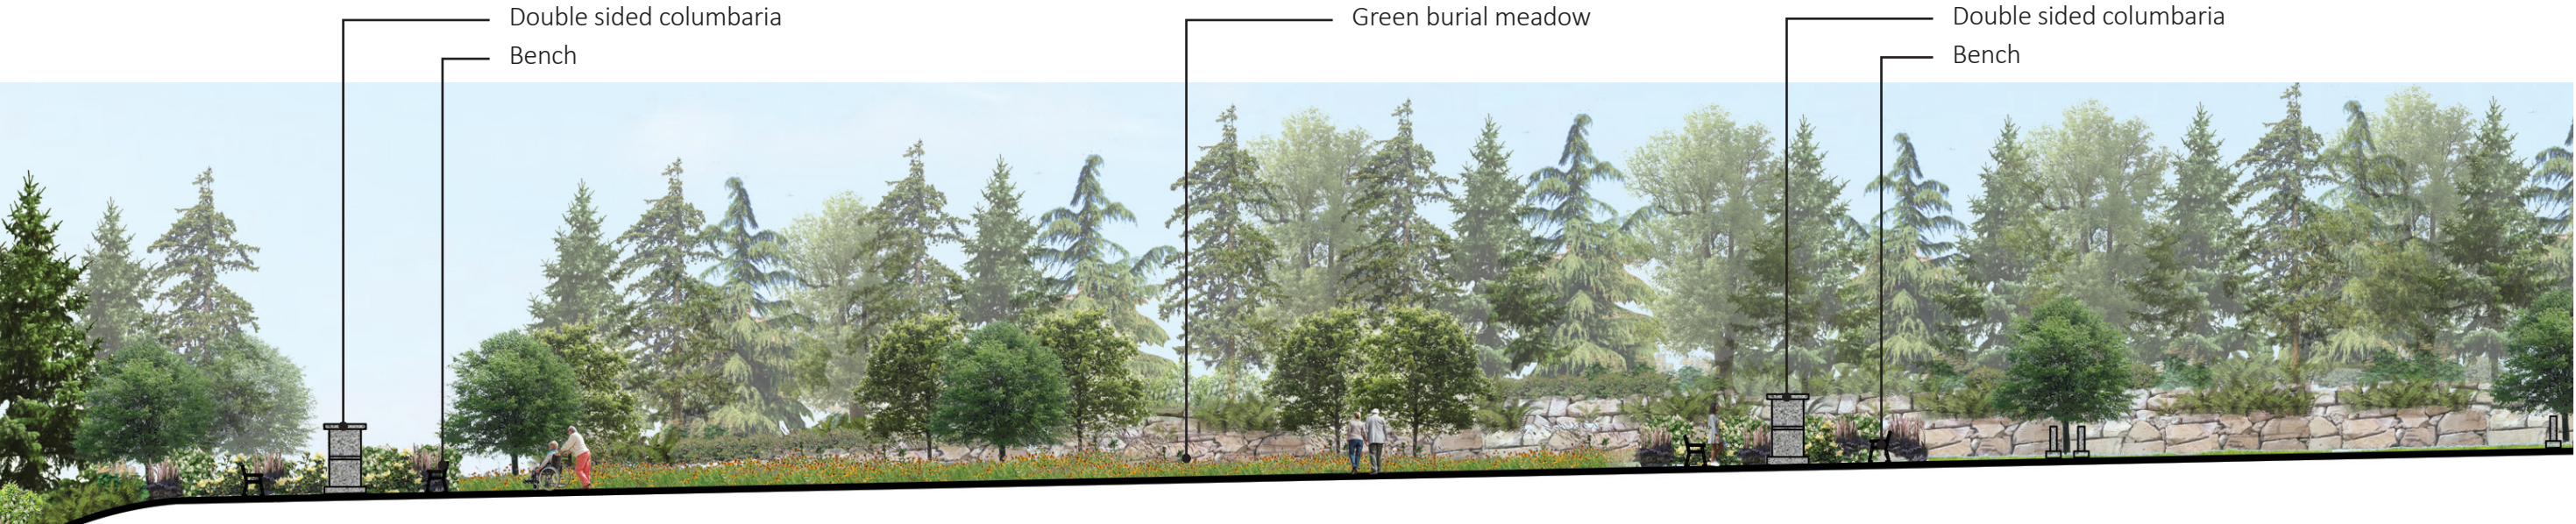 Double sided columbaria
Bench
Green burial meadow
Double sided columbaria
Bench